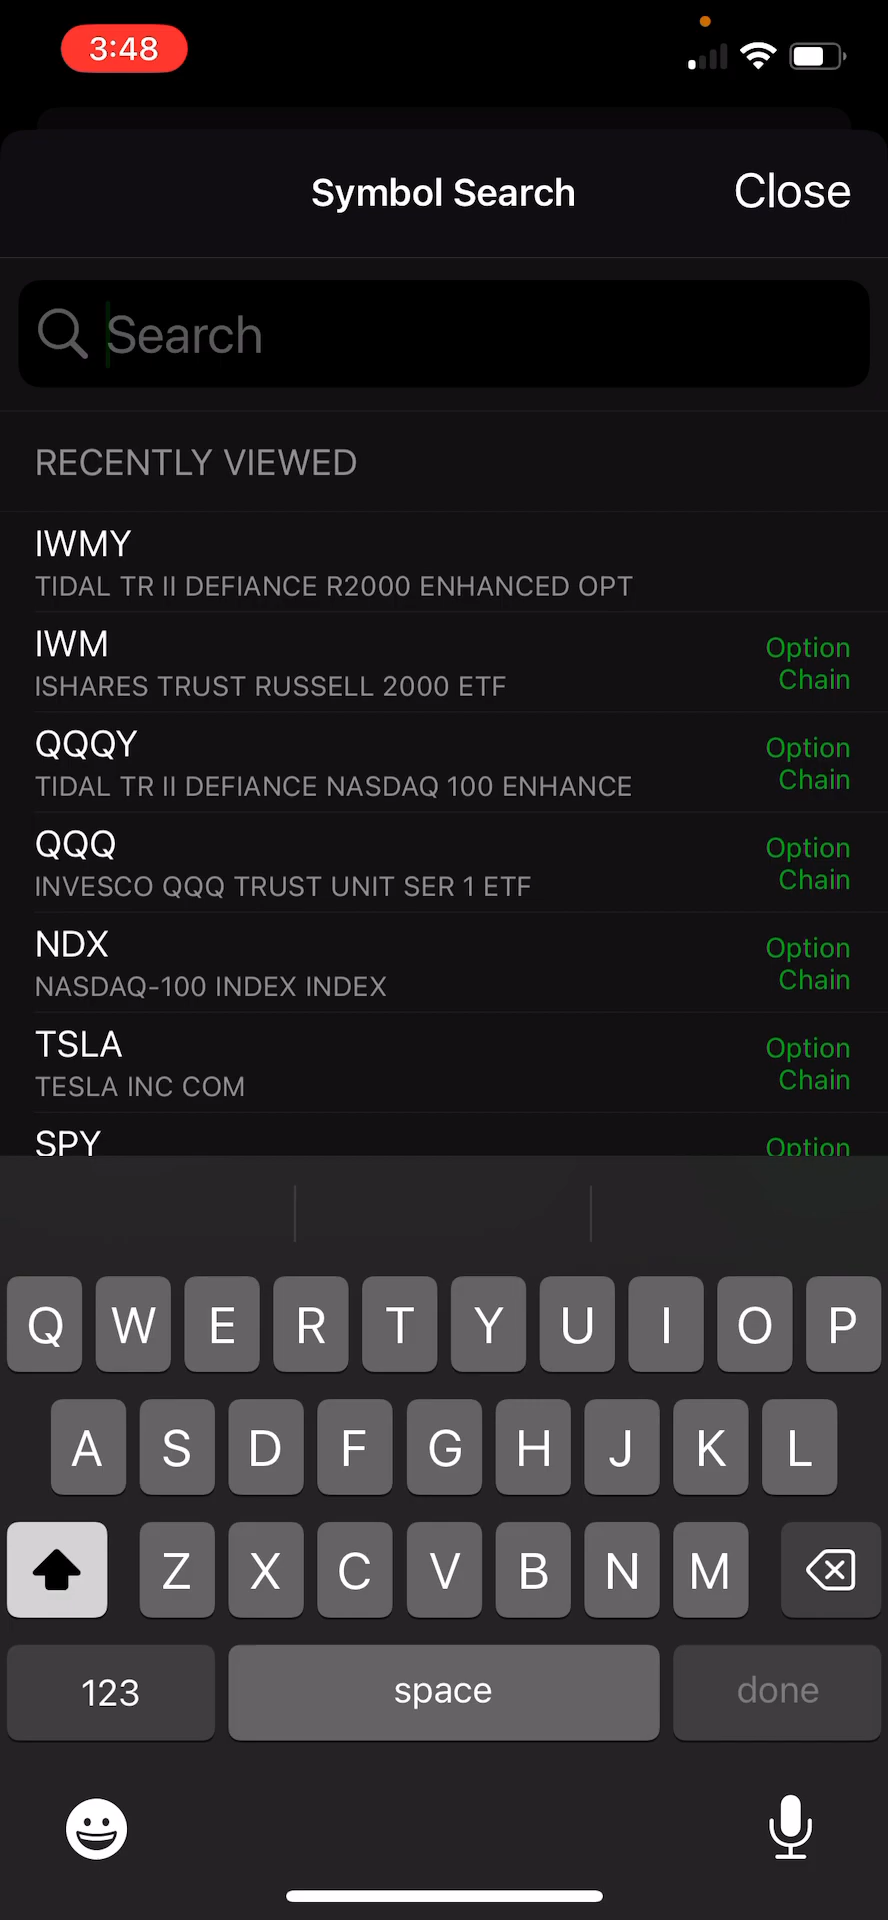 3:48
Symbol Search
Close
Search
RECENTLY VIEWED
IWMY
TIDAL TR II DEFIANCE R2000 ENHANCED OPT
IWM
ISHARES TRUST RUSSELL 2000 ETF
Option
Chain
QQQY
TIDAL TR II DEFIANCE NASDAQ 100 ENHANCE
Option
Chain
QQQ
INVESCO QQQ TRUST UNIT SER 1 ETF
Option
Chain
NDX
NASDAQ-100 INDEX INDEX
Option
Chain
TSLA
TESLA INC COM
Option
Chain
SPY
Option
Q W E R T Y U I O P
A S D F G H J K L
Z X C V B N M
123 space done